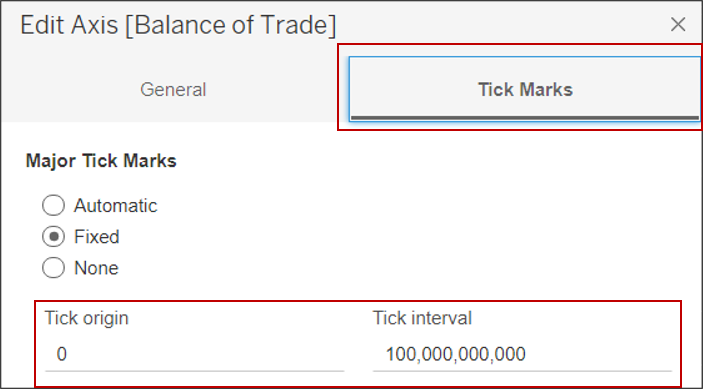 Edit Axis [Balance of Trade]
General
Tick Marks
Major Tick Marks
Automatic
Fixed
None
Tick origin
Tick interval
0
100,000,000,000